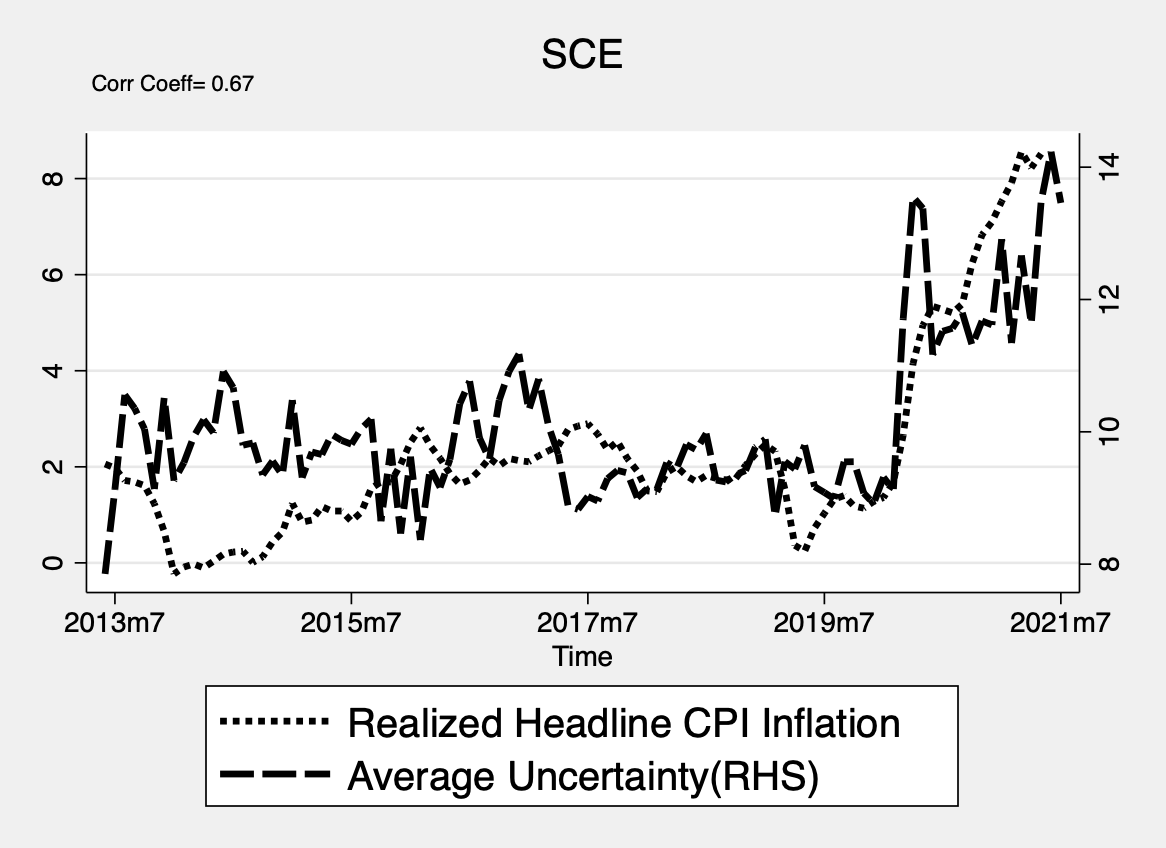 SCE
Corr Coeff= 0.67
8
6
4
2
0
14
12
10
8
2013m7 2015m7 2017m7 2019m7 2021m7
Time
Realized Headline CPI Inflation
Average Uncertainty(RHS)